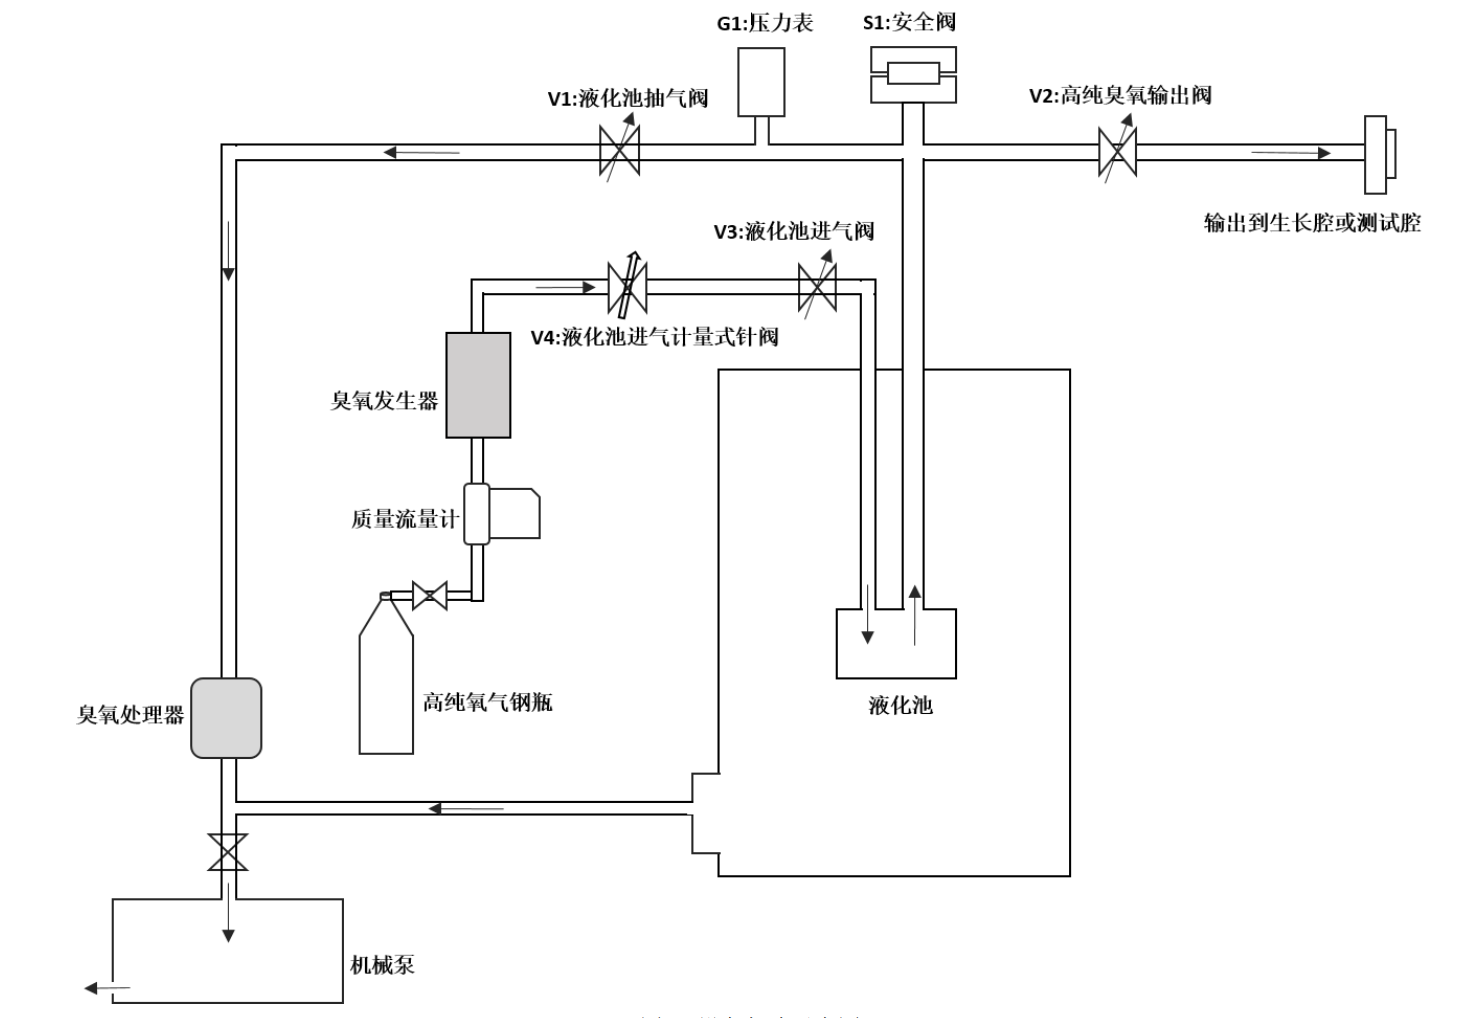 G1:压力表
S1:安全阀
V1:液化池抽气阀
V2:高纯臭氧输出阀
输出到生长腔或测试腔
V3:液化池进气阀
V4:液化池进气计量式针阀
臭氧发生器
质量流量计
高纯氧气钢瓶
液化池
臭氧处理器
机械泵